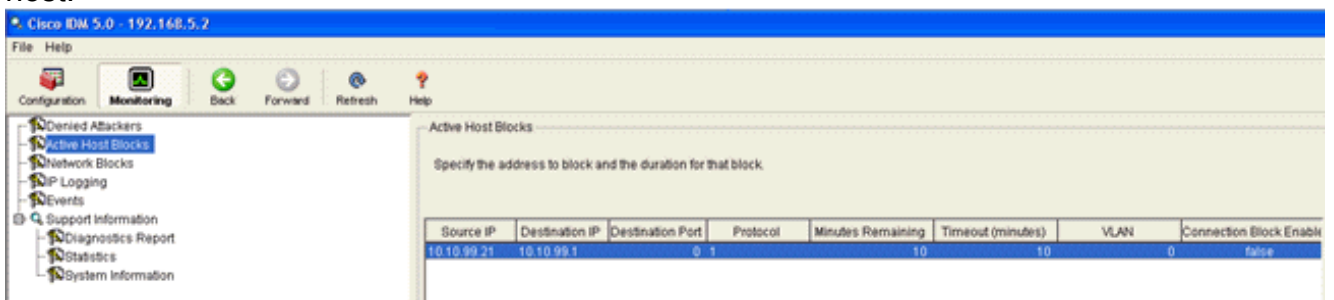 host.
Cisco IDM 5.0 - 192.168.5.2
File Help
Configuration Monitoring Back Forward Refresh Help
Denied Attackers
Active Host Blocks
Network Blocks
IP Logging
Events
Support Information
Diagnostics Report
Statistics
System Information
Active Host Blocks
Specify the address to block and the duration for that block.
Source IP Destination IP Destination Port Protocol Minutes Remaining Timeout (minutes) VLAN Connection Block Enable
10.10.99.21 10.10.99.1 0 1 10 10 0 false